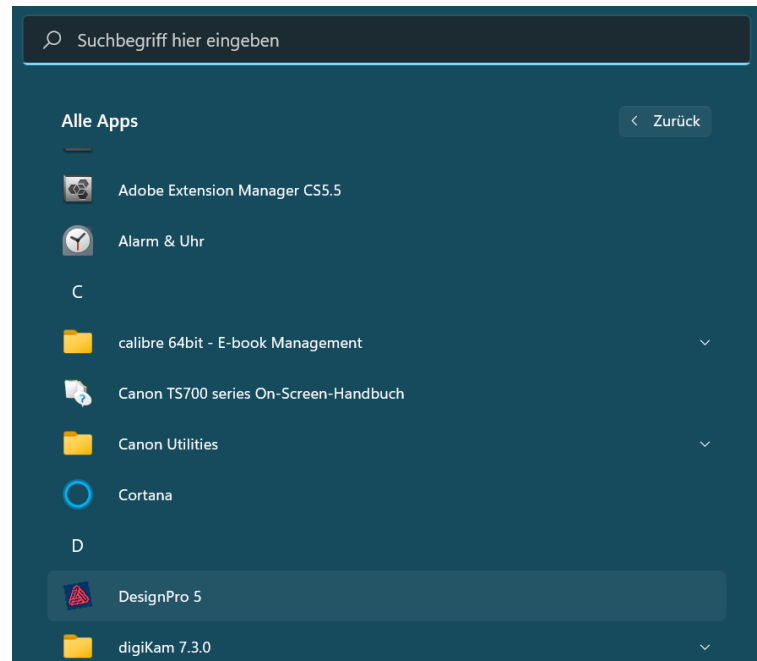 Suchbegriff hier eingeben
Alle Apps
Zurück
Adobe Extension Manager CS5.5
Alarm & Uhr
C
calibre 64bit - E-book Management
Canon TS700 series On-Screen-Handbuch
Canon Utilities
Cortana
D
DesignPro 5
digiKam 7.3.0